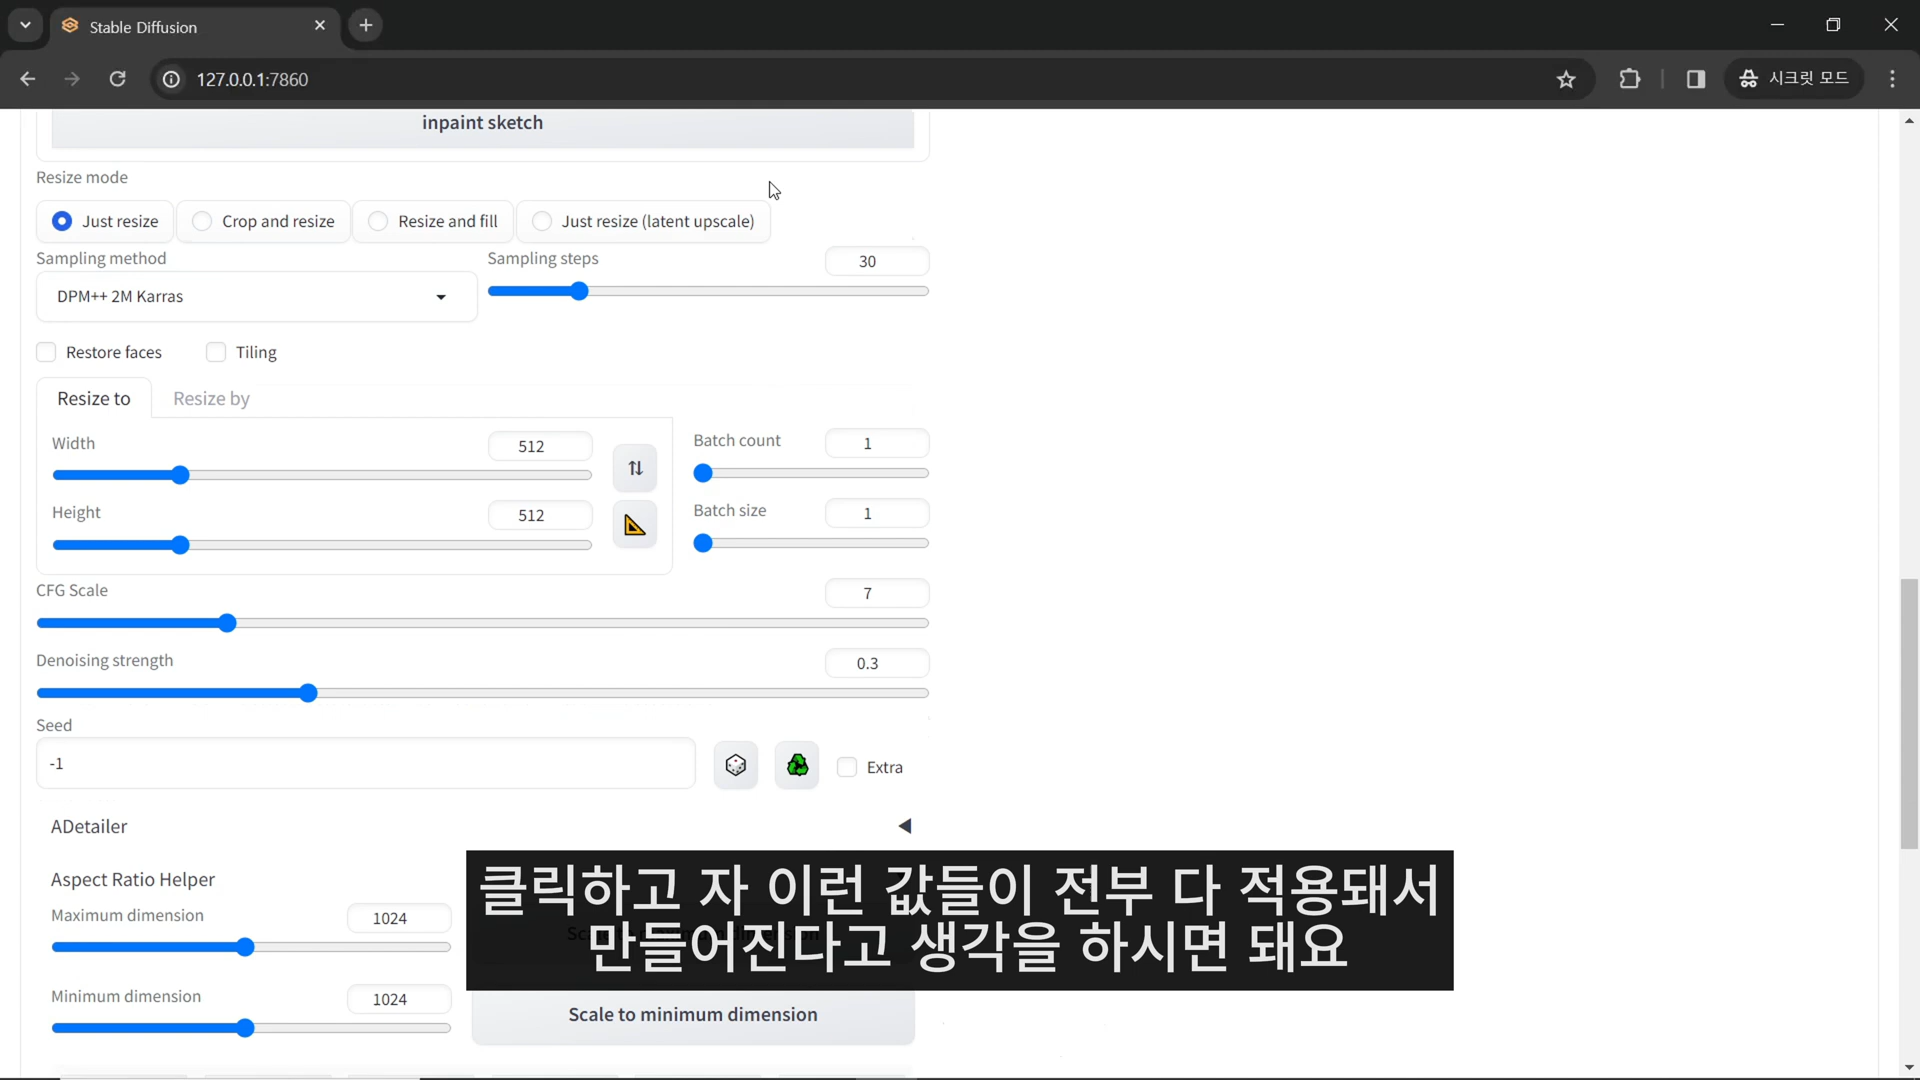 Stable Diffusion
127.0.0.1:7860
시크릿 모드
inpaint sketch
Resize mode
Just resize
Crop and resize
Resize and fill
Just resize (latent upscale)
Sampling method
Sampling steps
30
DPM++ 2M Karras
Restore faces
Tiling
Resize to
Resize by
Width
512
Batch count
1
Height
512
Batch size
1
CFG Scale
7
Denoising strength
0.3
Seed
-1
Extra
ADetailer
Aspect Ratio Helper
Maximum dimension
1024
클릭하고 자 이런 값들이 전부 다 적용돼서
만들어진다고 생각을 하시면 돼요
Minimum dimension
1024
Scale to minimum dimension